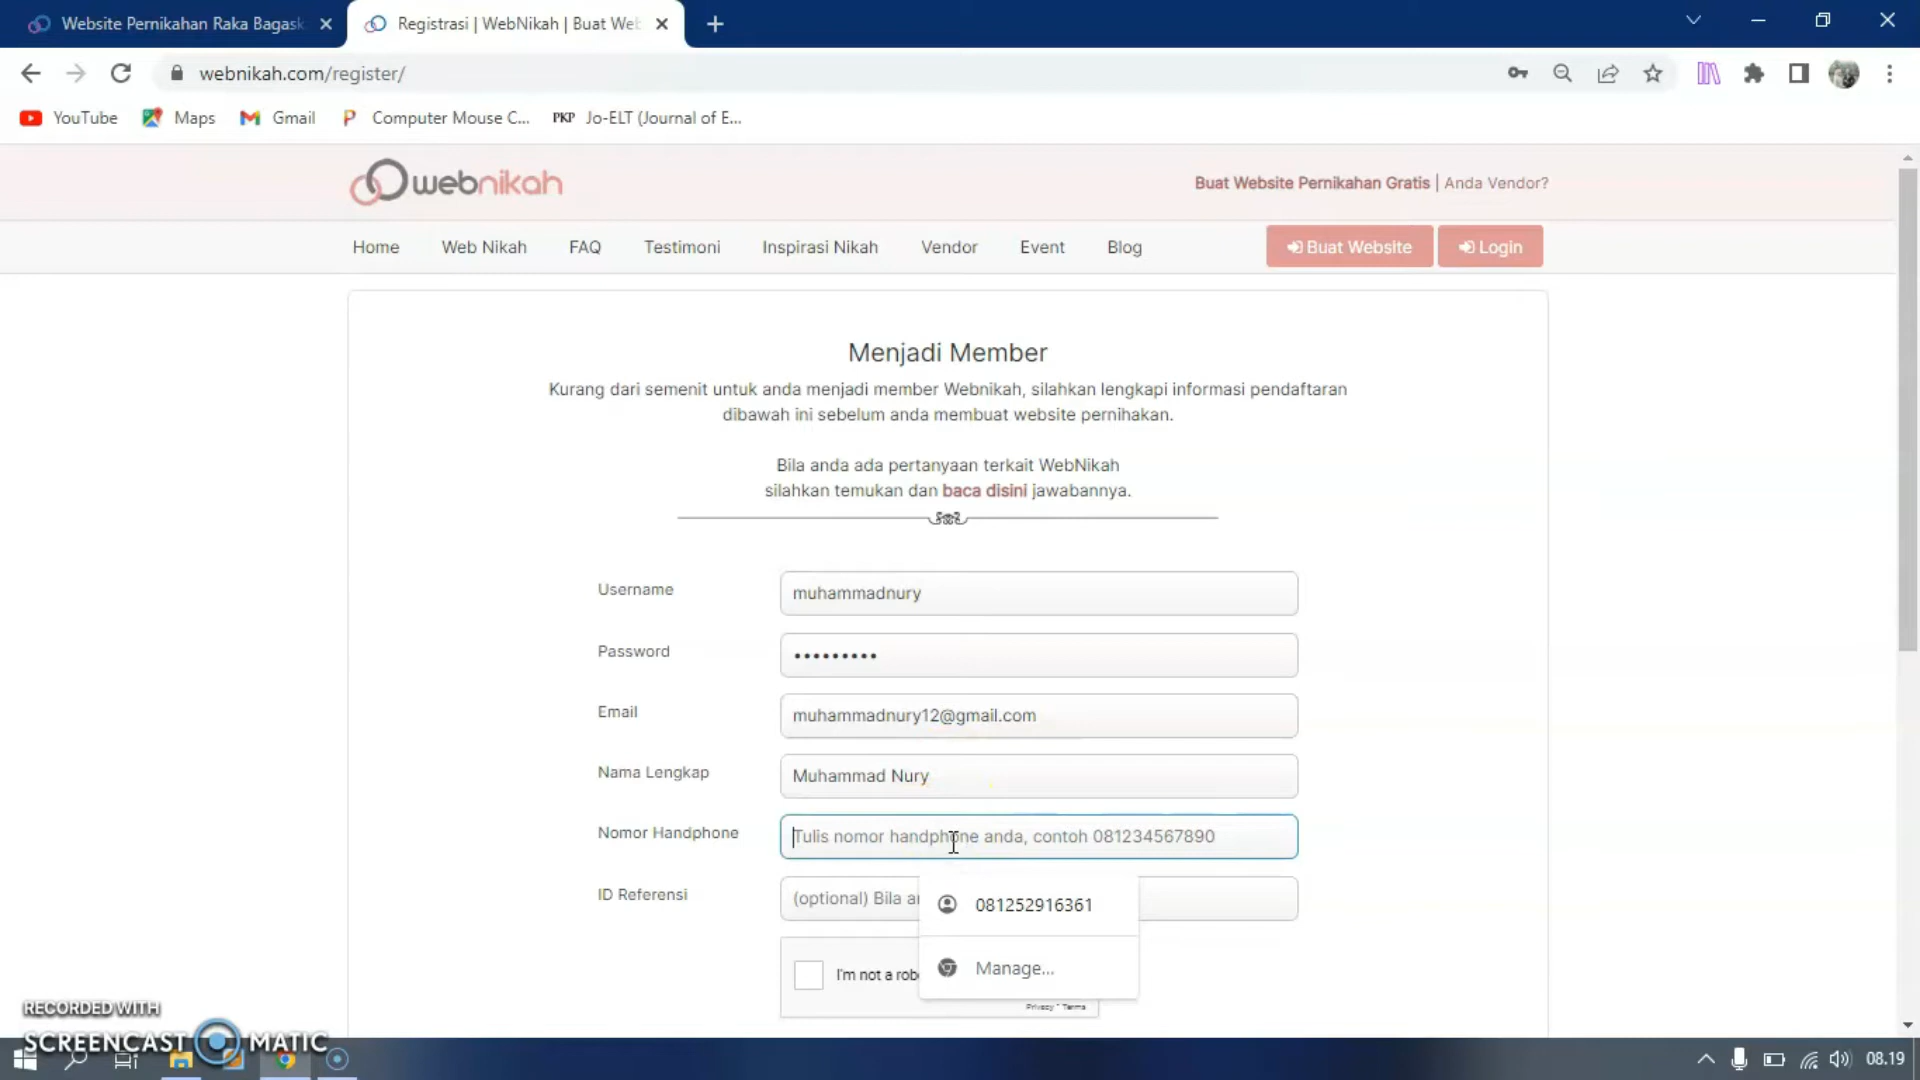 Website Pernikahan Raka Bagask
Registrasi | WebNikah | Buat Web
webnikah.com/register/
YouTube
Maps
Gmail
Computer Mouse C...
PKP Jo-ELT (Journal of E...
webnikah
Buat Website Pernikahan Gratis | Anda Vendor?
Home
Web Nikah
FAQ
Testimoni
Inspirasi Nikah
Vendor
Event
Blog
Buat Website
Login
Menjadi Member
Kurang dari semenit untuk anda menjadi member Webnikah, silahkan lengkapi informasi pendaftaran
dibawah ini sebelum anda membuat website pernihakan.
Bila anda ada pertanyaan terkait WebNikah
silahkan temukan dan baca disini jawabannya.
Username
muhammadnury
Password
•••••••••
Email
muhammadnury12@gmail.com
Nama Lengkap
Muhammad Nury
Nomor Handphone
Tulis nomor handphone anda, contoh 081234567890
ID Referensi
(optional) Bila an
081252916361
Manage...
I'm not a rob
Privacy - Terms
RECORDED WITH
SCREENCAST MATIC
08.19